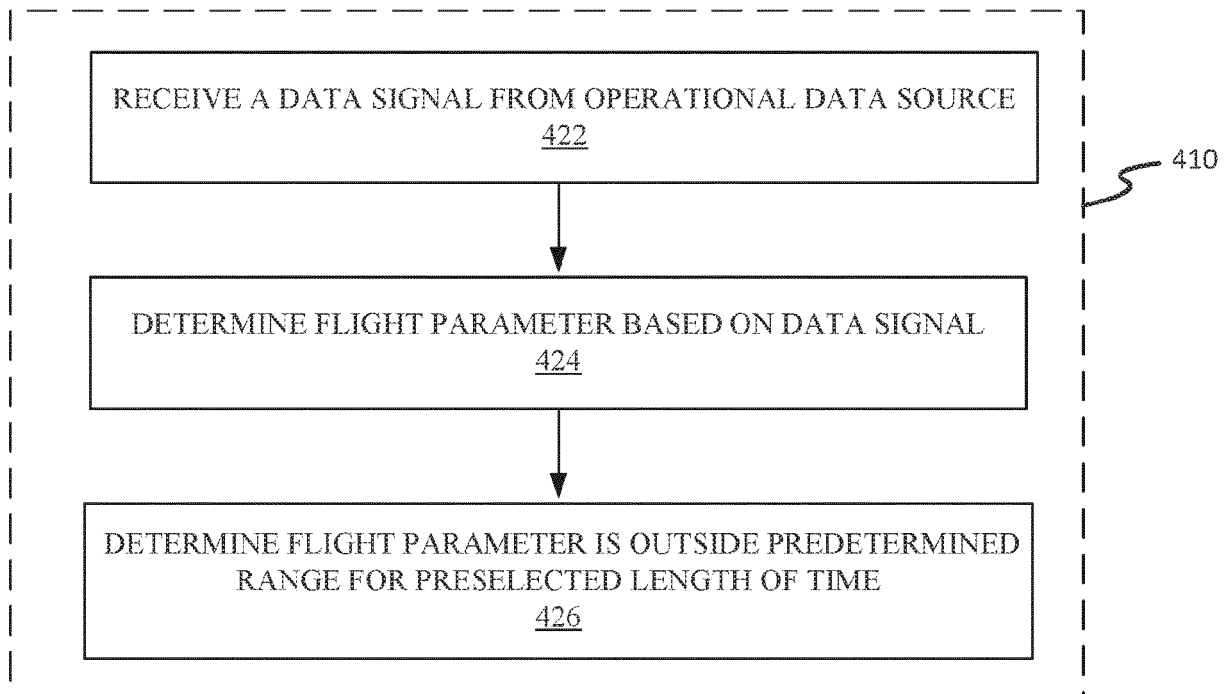 RECEIVE A DATA SIGNAL FROM OPERATIONAL DATA SOURCE
422
410
DETERMINE FLIGHT PARAMETER BASED ON DATA SIGNAL
424
DETERMINE FLIGHT PARAMETER IS OUTSIDE PREDETERMINED
RANGE FOR PRESELECTED LENGTH OF TIME
426